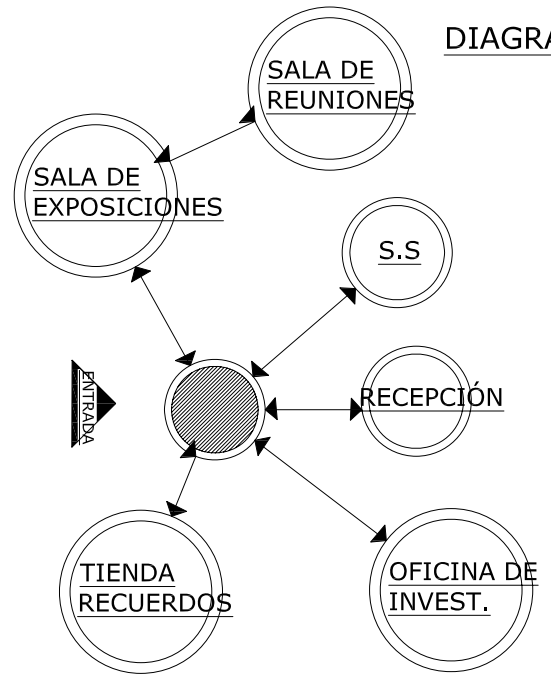 DIAGRA
SALA DE
REUNIONES
SALA DE
EXPOSICIONES
S.S
ENTRADA
RECEPCIÓN
TIENDA
RECUERDOS
OFICINA DE
INVEST.